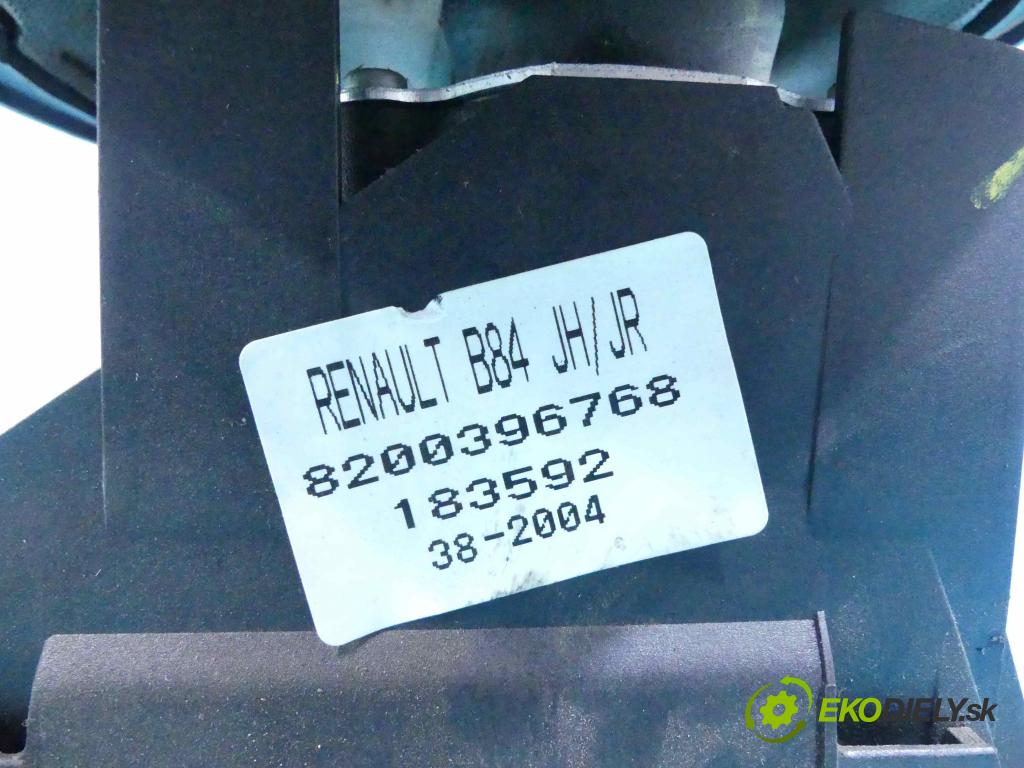 RENAULT B84 JH/JR
8200396768
183592
38-2004
EKODIELY.sk